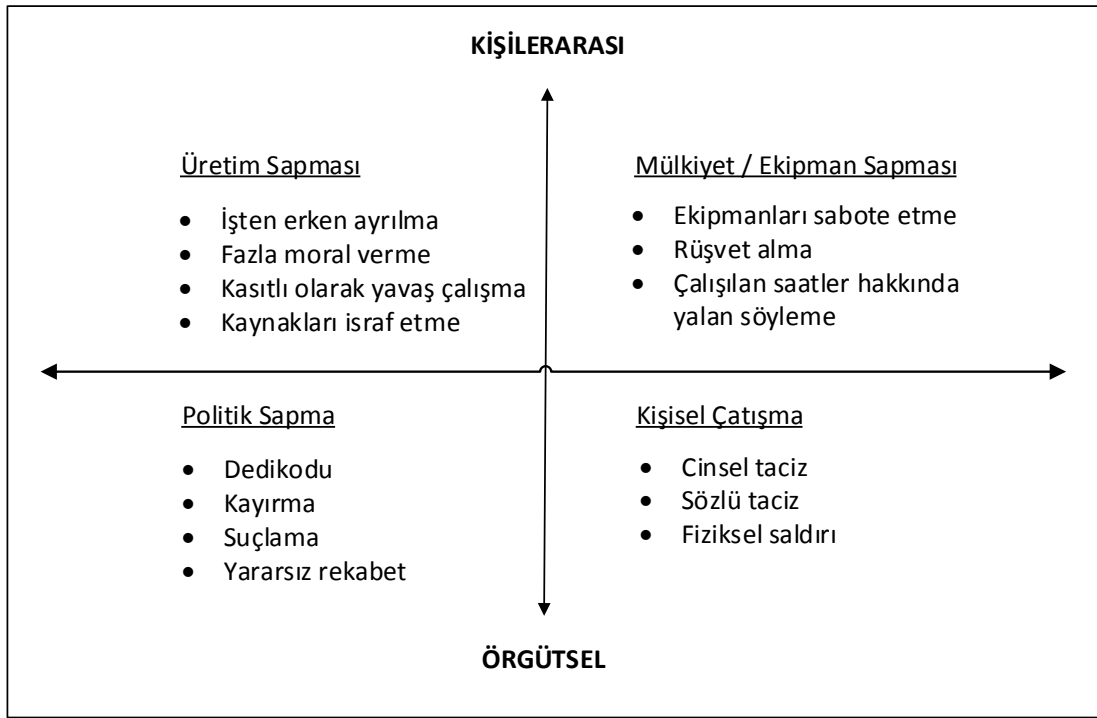 KİŞİLERARASI
Üretim Sapması
• İşten erken ayrılma
• Fazla moral verme
• Kasıtlı olarak yavaş çalışma
• Kaynakları israf etme
Mülkiyet / Ekipman Sapması
• Ekipmanları sabote etme
• Rüşvet alma
• Çalışılan saatler hakkında
yalan söyleme
Politik Sapma
• Dedikodu
• Kayırma
• Suçlama
• Yararsız rekabet
Kişisel Çatışma
• Cinsel taciz
• Sözlü taciz
• Fiziksel saldırı
ÖRGÜTSEL